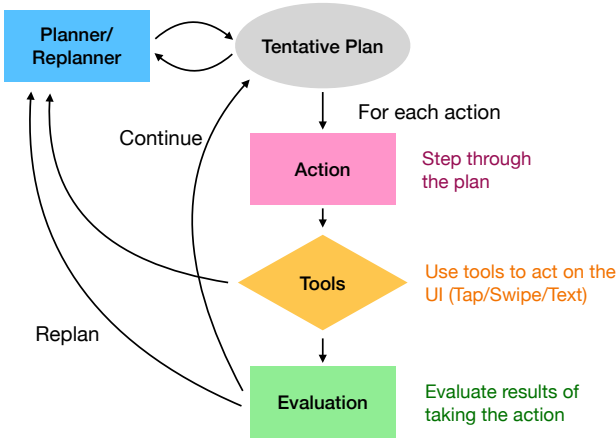 Planner/
Replanner
Tentative Plan
For each action
Continue
Action
Step through
the plan
Tools
Use tools to act on the
UI (Tap/Swipe/Text)
Replan
Evaluation
Evaluate results of
taking the action